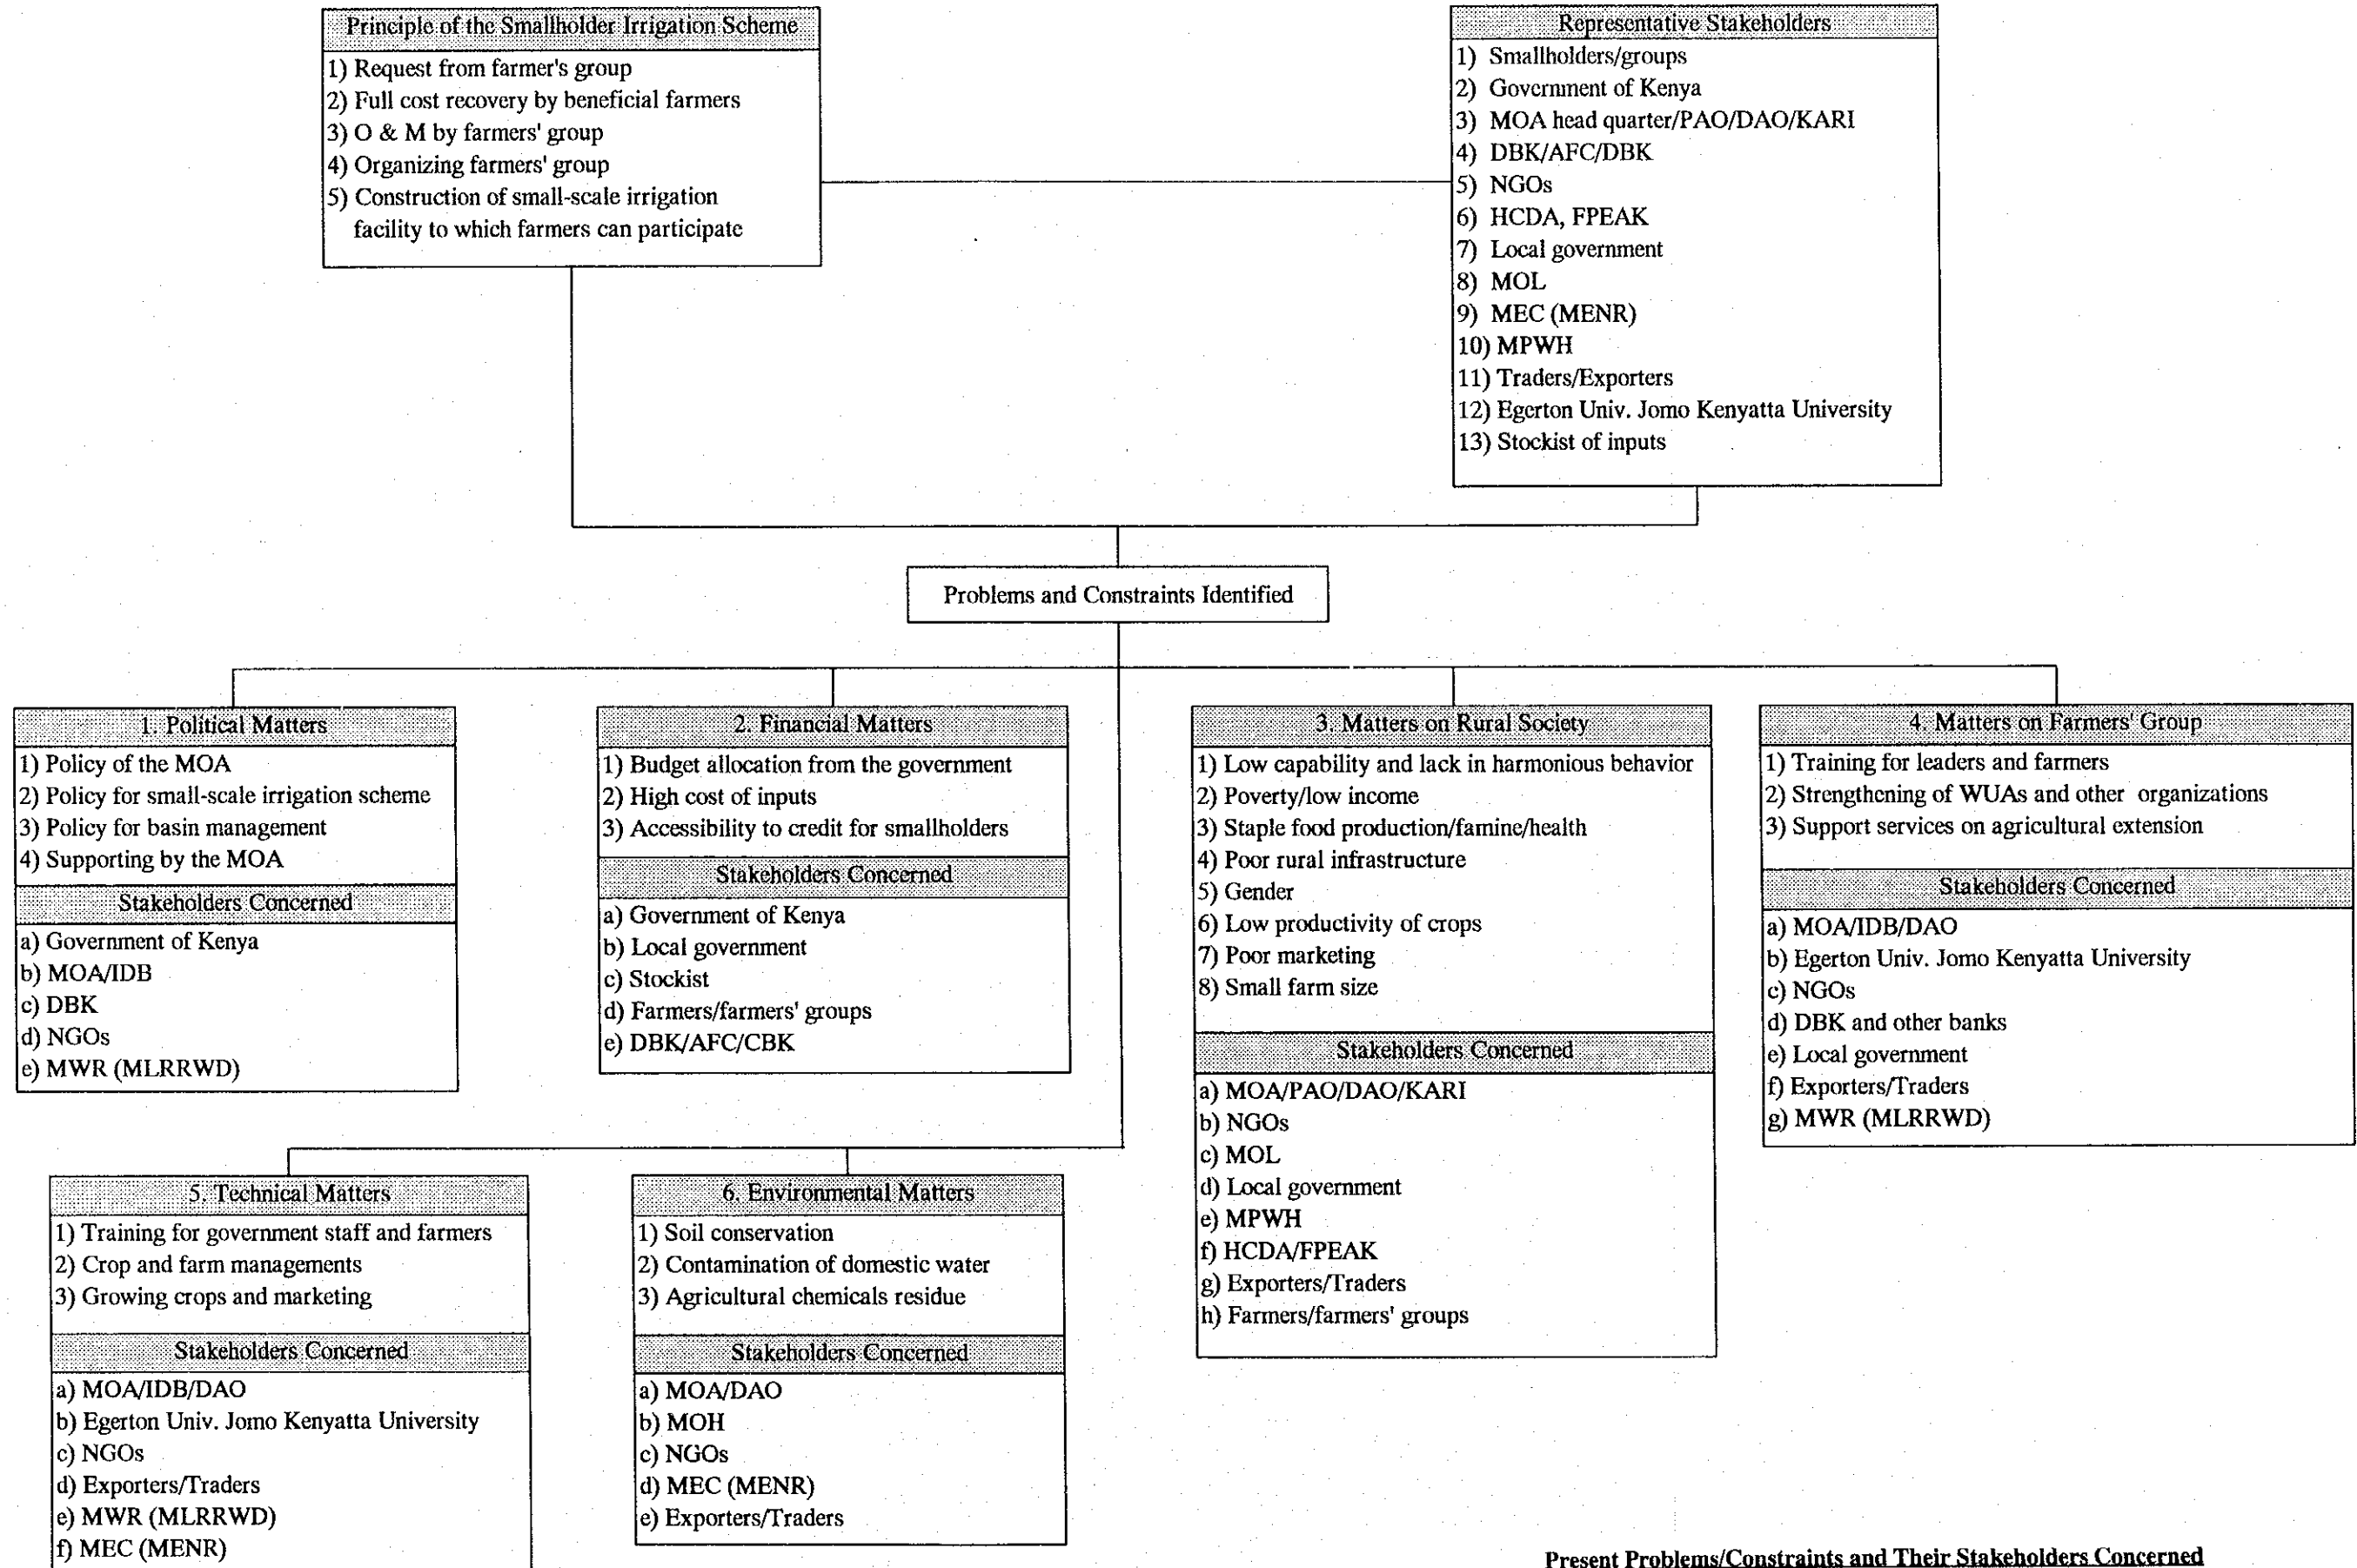 Principle of the Smallholder Irrigation Scheme
1) Request from farmer's group
2) Full cost recovery by beneficial farmers
3) O & M by farmers' group
4) Organizing farmers' group
5) Construction of small-scale irrigation
facility to which farmers can participate
Representative Stakeholders
1) Smallholders/groups
2) Government of Kenya
3) MOA head quarter/PAO/DAO/KARI
4) DBK/AFC/DBK
5) NGOs
6) HCDA, FPEAK
7) Local government
8) MOL
9) MEC (MENR)
10) MPWH
11) Traders/Exporters
12) Egerton Univ. Jomo Kenyatta University
13) Stockist of inputs
Problems and Constraints Identified
1. Political Matters
1) Policy of the MOA
2) Policy for small-scale irrigation scheme
3) Policy for basin management
4) Supporting by the MOA
Stakeholders Concerned
a) Government of Kenya
b) MOA/IDB
c) DBK
d) NGOs
e) MWR (MLRRWD)
2. Financial Matters
1) Budget allocation from the government
2) High cost of inputs
3) Accessibility to credit for smallholders
Stakeholders Concerned
a) Government of Kenya
b) Local government
c) Stockist
d) Farmers/farmers' groups
e) DBK/AFC/CBK
3. Matters on Rural Society
1) Low capability and lack in harmonious behavior
2) Poverty/low income
3) Staple food production/famine/health
4) Poor rural infrastructure
5) Gender
6) Low productivity of crops
7) Poor marketing
8) Small farm size
Stakeholders Concerned
a) MOA/PAO/DAO/KARI
b) NGOs
c) MOL
d) Local government
e) MPWH
f) HCDA/FPEAK
g) Exporters/Traders
h) Farmers/farmers' groups
4. Matters on Farmers' Group
1) Training for leaders and farmers
2) Strengthening of WUAs and other organizations
3) Support services on agricultural extension
Stakeholders Concerned
a) MOA/IDB/DAO
b) Egerton Univ. Jomo Kenyatta University
c) NGOs
d) DBK and other banks
e) Local government
f) Exporters/Traders
g) MWR (MLRRWD)
5. Technical Matters
1) Training for government staff and farmers
2) Crop and farm managements
3) Growing crops and marketing
Stakeholders Concerned
a) MOA/IDB/DAO
b) Egerton Univ. Jomo Kenyatta University
c) NGOs
d) Exporters/Traders
e) MWR (MLRRWD)
f) MEC (MENR)
6. Environmental Matters
1) Soil conservation
2) Contamination of domestic water
3) Agricultural chemicals residue
Stakeholders Concerned
a) MOA/DAO
b) MOH
c) NGOs
d) MEC (MENR)
e) Exporters/Traders
Present Problems/Constraints and Their Stakeholders Concerned